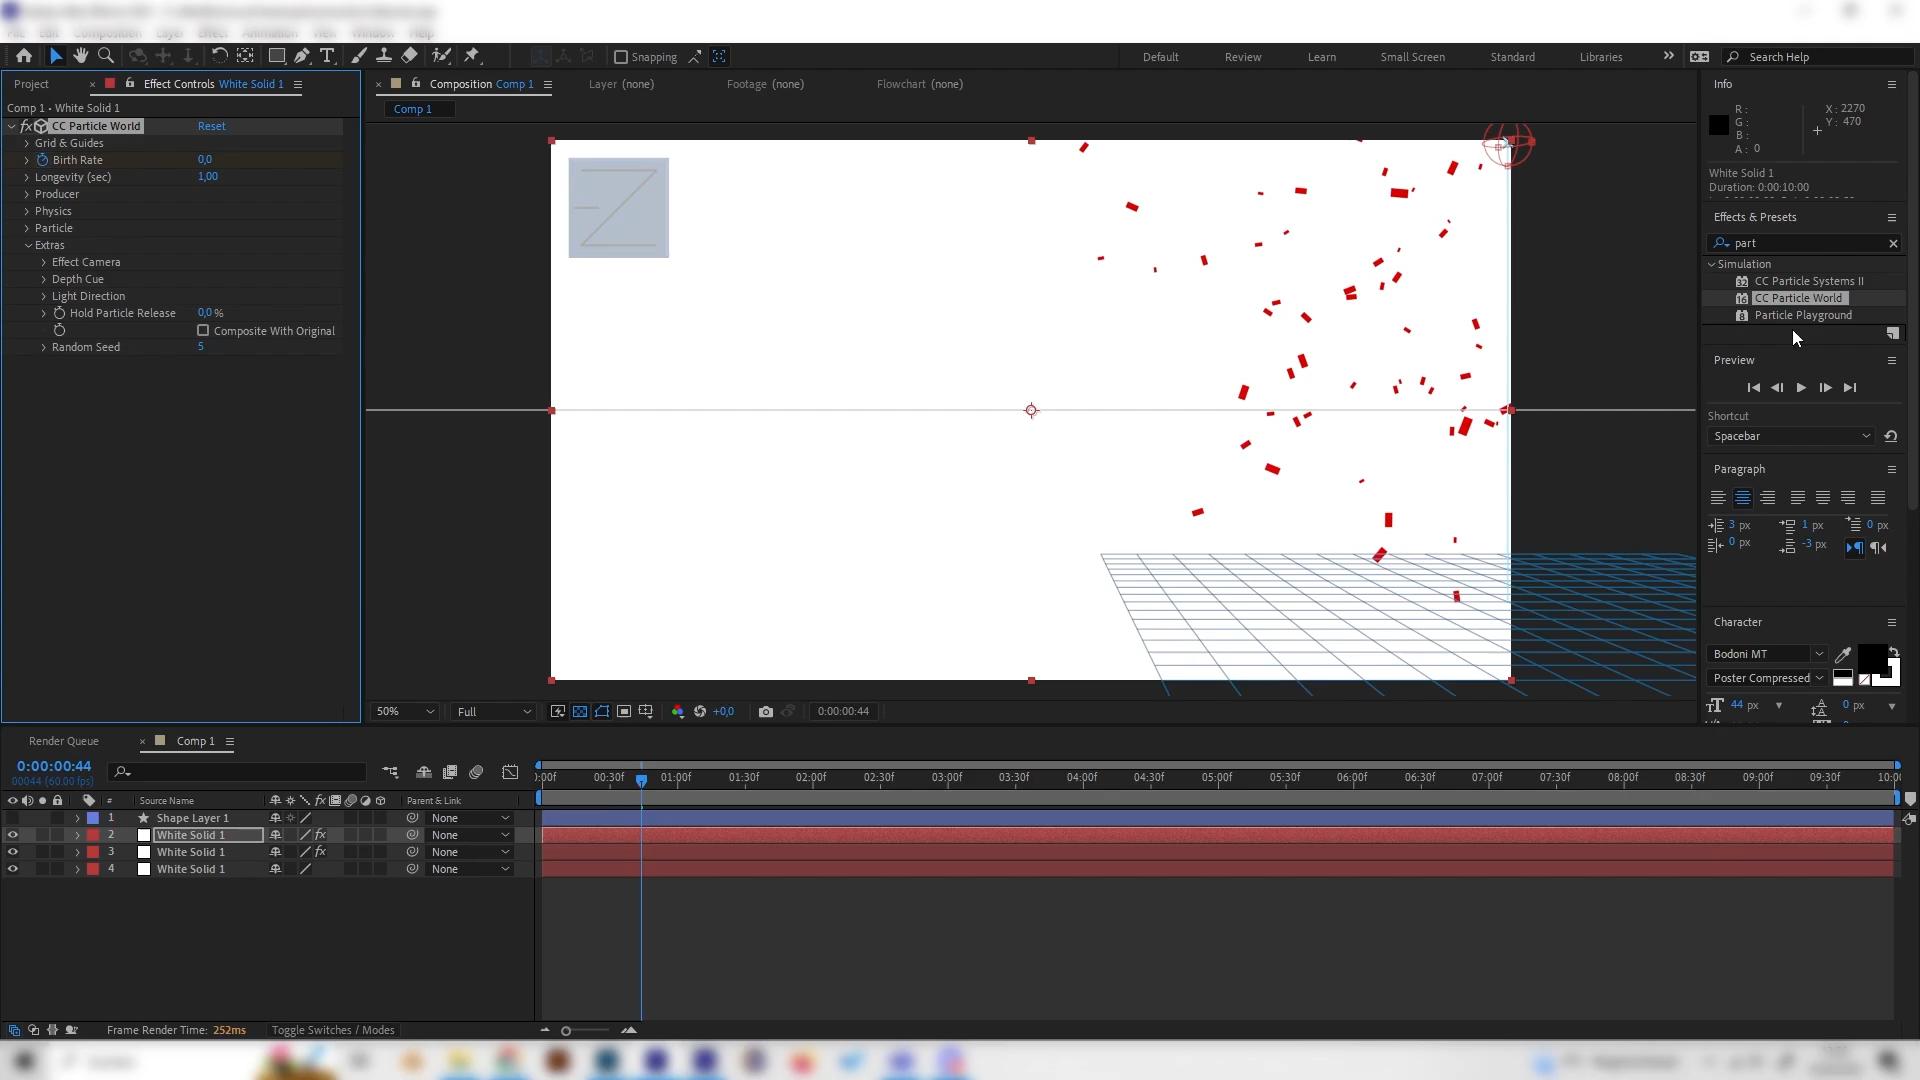 Snapping
Default
Review
Learn
Small Screen
Standard
Libraries
Search Help
Project
Effect Controls White Solid 1
Comp 1 • White Solid 1
fx CC Particle World Reset
Grid & Guides
Birth Rate 0,0
Longevity (sec) 1,00
Producer
Physics
Particle
Extras
Effect Camera
Depth Cue
Light Direction
Hold Particle Release 0,0 %
Composite With Original
Random Seed 5
Composition Comp 1
Layer (none)
Footage (none)
Flowchart (none)
Comp 1
50%
Full
+0,0
0:00:00:44
Info
R :
G :
B :
A : 0
X : 2270
Y : 470
White Solid 1
Duration: 0:00:10:00
Effects & Presets
part
Simulation
32 CC Particle Systems II
16 CC Particle World
8 Particle Playground
Preview
Shortcut
Spacebar
Paragraph
3 px
1 px
0 px
0 px
-3 px
Character
Bodoni MT
Poster Compressed
44 px
0 px
Render Queue
Comp 1
0:00:00:44
00044 (60.00 fps)
:00f 00:30f 01:00f 01:30f 02:00f 02:30f 03:00f 03:30f 04:00f 04:30f 05:00f 05:30f 06:00f 06:30f 07:00f 07:30f 08:00f 08:30f 09:00f 09:30f 10:0
# Source Name fx Parent & Link
1 Shape Layer 1 None
2 White Solid 1 fx None
3 White Solid 1 fx None
4 White Solid 1 None
Frame Render Time: 252ms
Toggle Switches / Modes